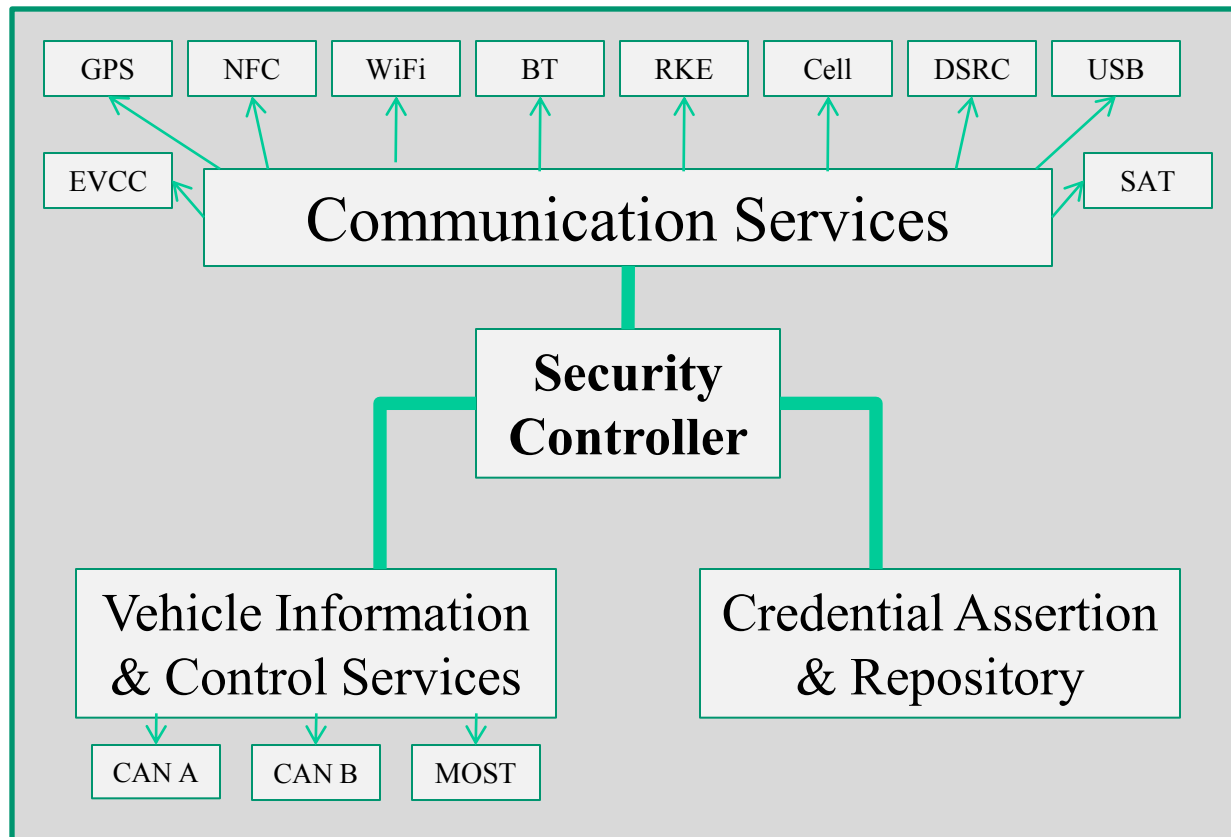 GPS
NFC
WiFi
BT
RKE
Cell
DSRC
USB
EVCC
SAT
Communication Services
Security
Controller
Vehicle Information
& Control Services
Credential Assertion
& Repository
CAN A
CAN B
MOST